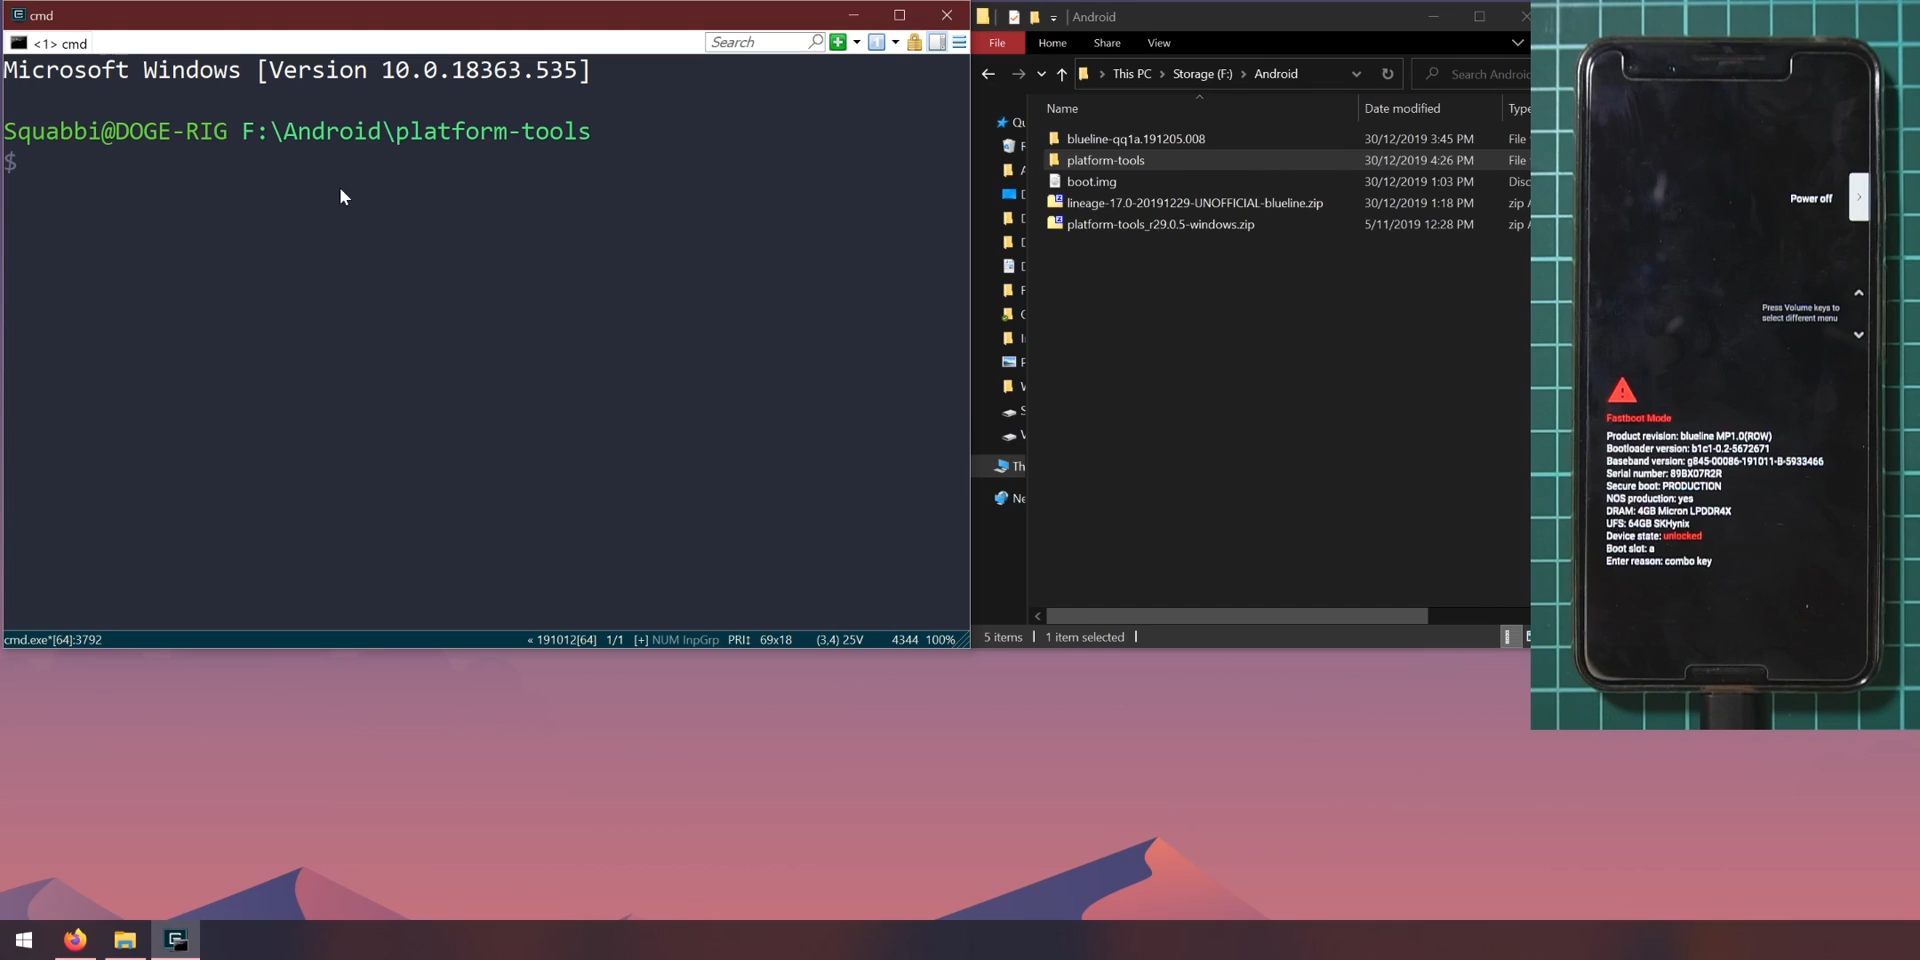 cmd
<1> cmd
Search
Microsoft Windows [Version 10.0.18363.535]
Squabbi@DOGE-RIG F:\Android\platform-tools
$
cmd.exe*[64]:3792
« 191012[64] 1/1 [+] NUM InpGrp PRI↕ 69x18 (3,4) 25V 4344 100%
Android
File Home Share View
This PC Storage (F:) Android
Search Androi
Name Date modified Type
blueline-qq1a.191205.008 30/12/2019 3:45 PM File
platform-tools 30/12/2019 4:26 PM File
boot.img 30/12/2019 1:03 PM Disc
lineage-17.0-20191229-UNOFFICIAL-blueline.zip 30/12/2019 1:18 PM zip
platform-tools_r29.0.5-windows.zip 5/11/2019 12:28 PM zip
Qu
Th
Ne
5 items 1 item selected
Power off
Press Volume keys to
select different menu
Fastboot Mode
Product revision: blueline MP1.0(ROW)
Bootloader version: b1c1-0.2-5672671
Baseband version: g845-00086-191011-B-5933466
Serial number: 89BX07R2R
Secure boot: PRODUCTION
NOS production: yes
DRAM: 4GB Micron LPDDR4X
UFS: 64GB SKHynix
Device state: unlocked
Boot slot: a
Enter reason: combo key